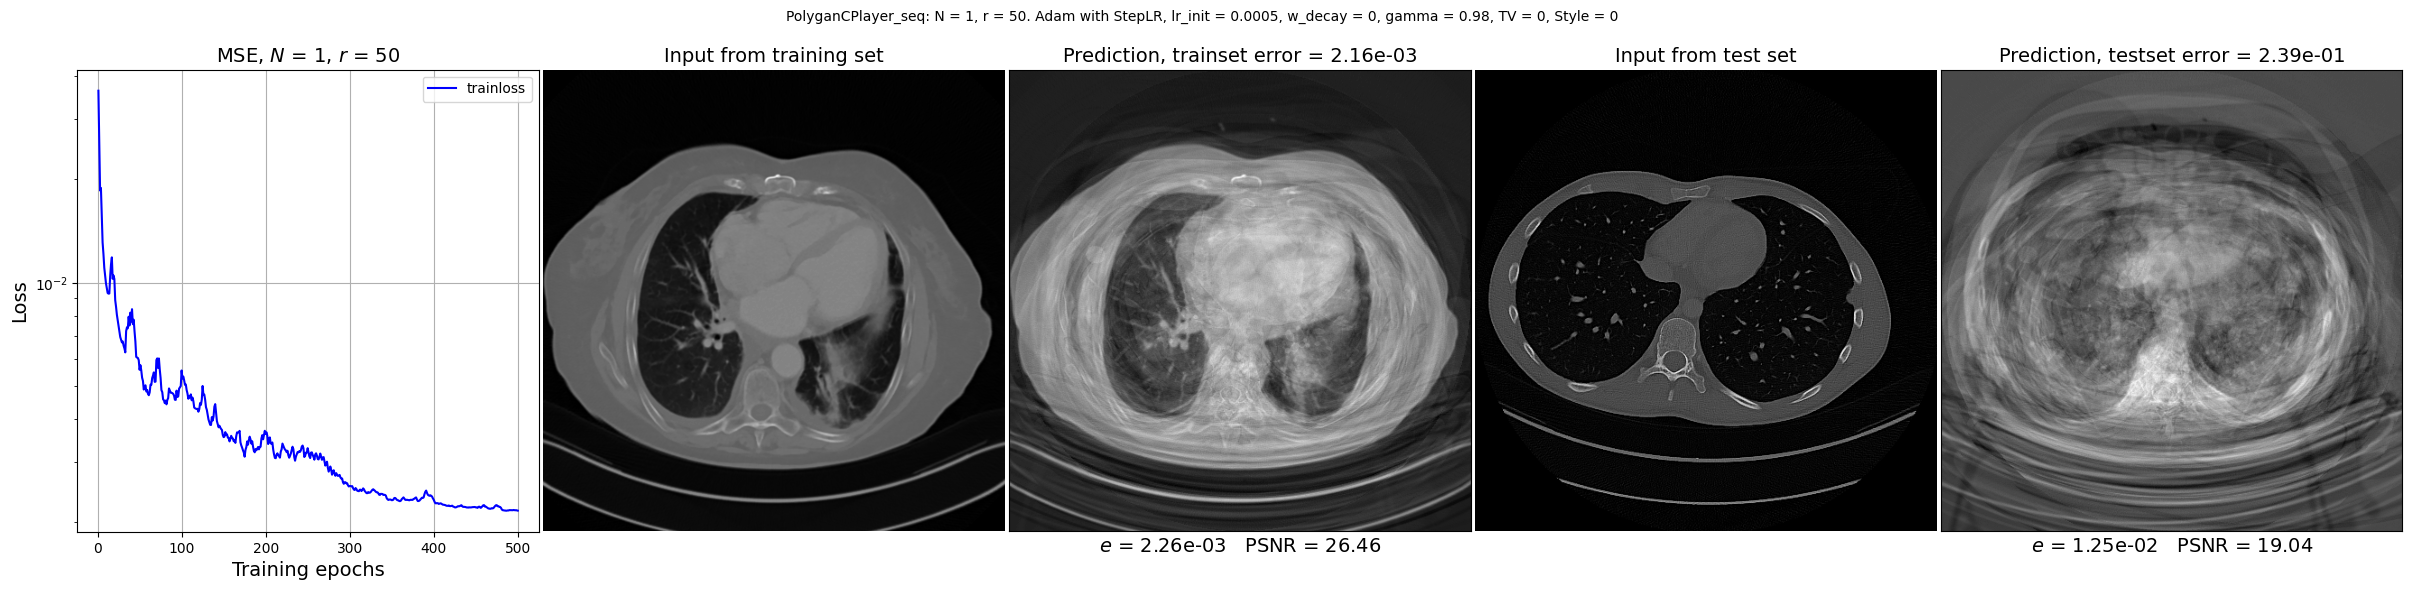 PolyganCPlayer_seq: N = 1, r = 50. Adam with StepLR, lr_init = 0.0005, w_decay = 0, gamma = 0.98, TV = 0, Style = 0
MSE, N = 1, r = 50
trainloss
10⁻²
Loss
0 100 200 300 400 500
Training epochs
Input from training set
Prediction, trainset error = 2.16e-03
e = 2.26e-03 PSNR = 26.46
Input from test set
Prediction, testset error = 2.39e-01
e = 1.25e-02 PSNR = 19.04